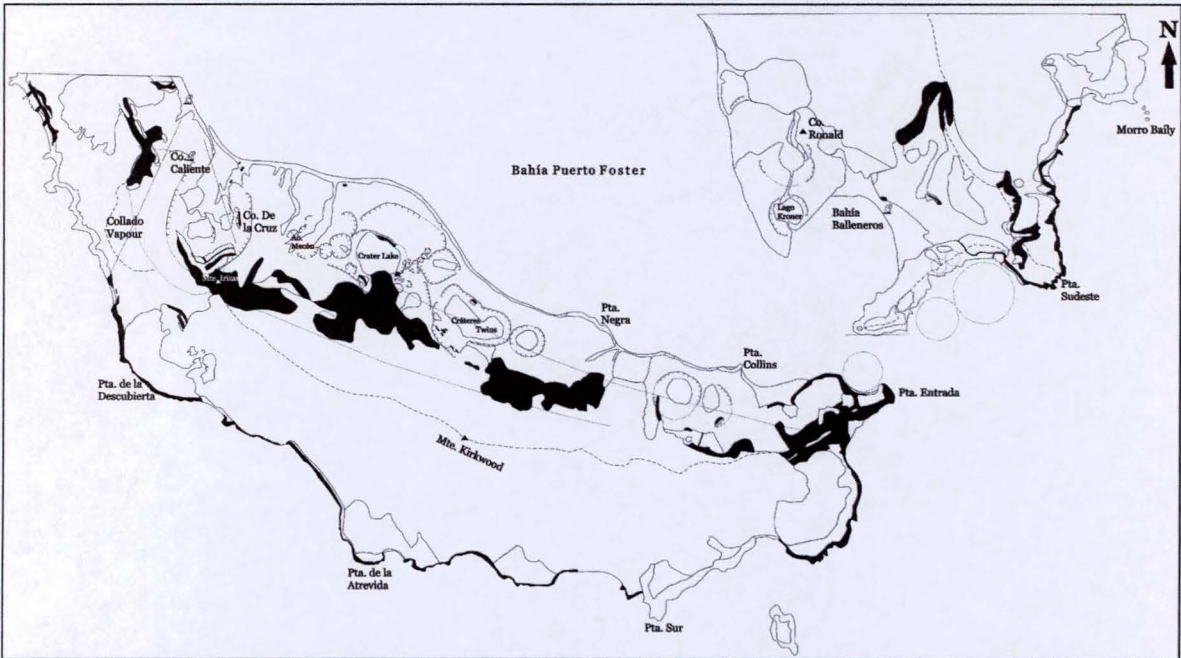 N
Morro Baily
Co.
Ronald
Bahía Puerto Foster
Co.
Caliente
Lago
Kroner
Bahía
Balleneros
Collado
Vapour
Co. De
la Cruz
Mecón
Crater Lake
Mte. Irízar
Pta.
Sudeste
Pta.
Negra
Cráteres
Twins
Pta.
Collins
Pta. de la
Descubierta
Pta. Entrada
Mte. Kirkwood
Pta. de la
Atrevida
Pta. Sur